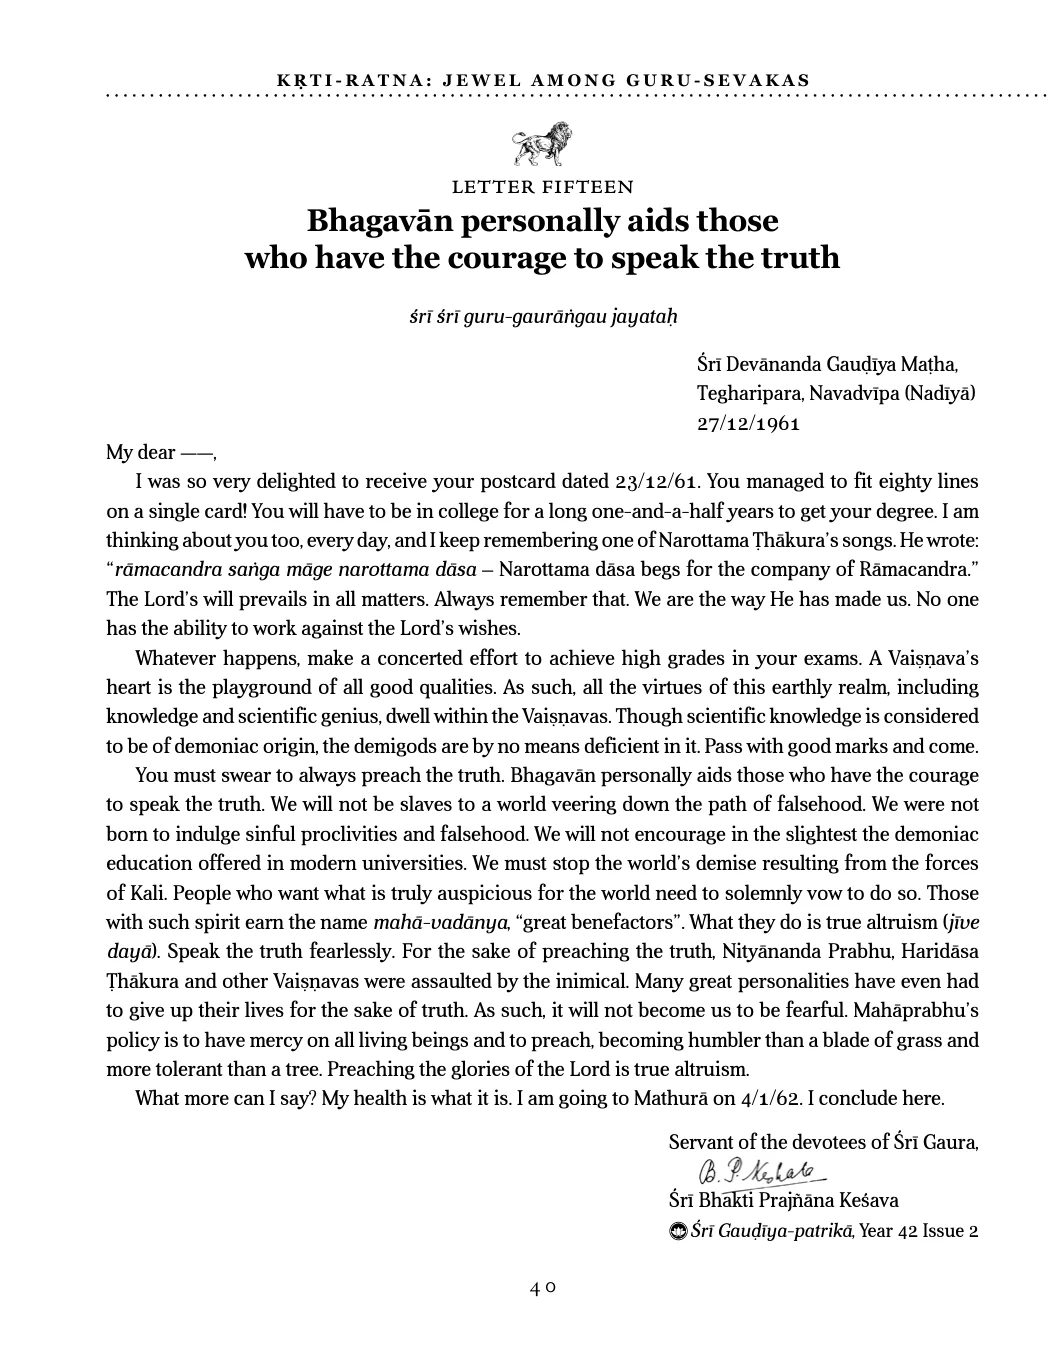 KṚTI-RATNA: JEWEL AMONG GURU-SEVAKAS
LETTER FIFTEEN
Bhagavān personally aids those
who have the courage to speak the truth
śrī śrī guru-gaurāṅgau jayataḥ
Śrī Devānanda Gauḍīya Maṭha,
Tegharipara, Navadvīpa (Nadīyā)
27/12/1961
My dear ——,
I was so very delighted to receive your postcard dated 23/12/61. You managed to fit eighty lines
on a single card! You will have to be in college for a long one-and-a-half years to get your degree. I am
thinking about you too, every day, and I keep remembering one of Narottama Ṭhākura’s songs. He wrote:
“rāmacandra saṅga māge narottama dāsa – Narottama dāsa begs for the company of Rāmacandra.”
The Lord’s will prevails in all matters. Always remember that. We are the way He has made us. No one
has the ability to work against the Lord’s wishes.
Whatever happens, make a concerted effort to achieve high grades in your exams. A Vaiṣṇava’s
heart is the playground of all good qualities. As such, all the virtues of this earthly realm, including
knowledge and scientific genius, dwell within the Vaiṣṇavas. Though scientific knowledge is considered
to be of demoniac origin, the demigods are by no means deficient in it. Pass with good marks and come.
You must swear to always preach the truth. Bhagavān personally aids those who have the courage
to speak the truth. We will not be slaves to a world veering down the path of falsehood. We were not
born to indulge sinful proclivities and falsehood. We will not encourage in the slightest the demoniac
education offered in modern universities. We must stop the world’s demise resulting from the forces
of Kali. People who want what is truly auspicious for the world need to solemnly vow to do so. Those
with such spirit earn the name mahā-vadānya, “great benefactors”. What they do is true altruism (jīve
dayā). Speak the truth fearlessly. For the sake of preaching the truth, Nityānanda Prabhu, Haridāsa
Ṭhākura and other Vaiṣṇavas were assaulted by the inimical. Many great personalities have even had
to give up their lives for the sake of truth. As such, it will not become us to be fearful. Mahāprabhu’s
policy is to have mercy on all living beings and to preach, becoming humbler than a blade of grass and
more tolerant than a tree. Preaching the glories of the Lord is true altruism.
What more can I say? My health is what it is. I am going to Mathurā on 4/1/62. I conclude here.
Servant of the devotees of Śrī Gaura,
B. P. Keshaba
Śrī Bhakti Prajñāna Keśava
Śrī Gauḍīya-patrikā, Year 42 Issue 2
40